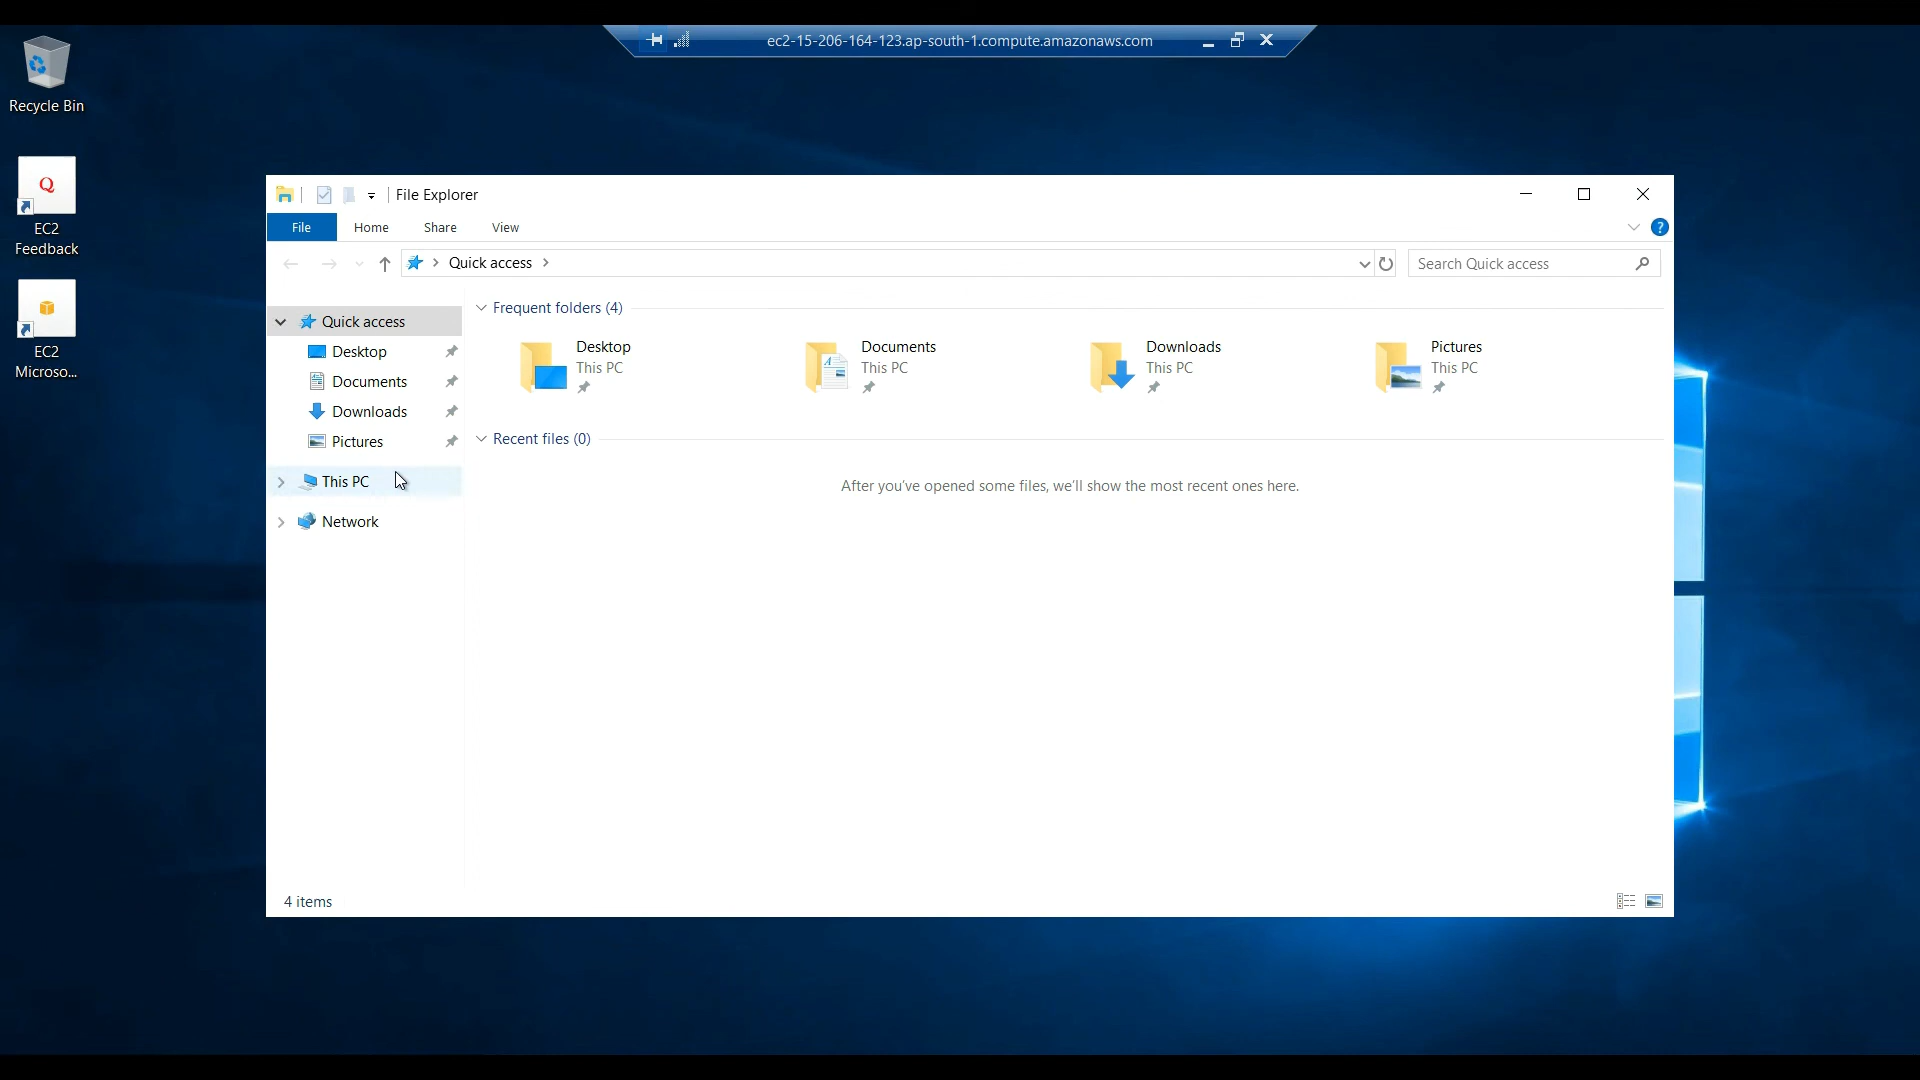 ec2-15-206-164-123.ap-south-1.compute.amazonaws.com
Recycle Bin
Q
EC2
Feedback
EC2
Microso...
File Explorer
File
Home
Share
View
?
Quick access
Search Quick access
Quick access
Desktop
Documents
Downloads
Pictures
This PC
Network
Frequent folders (4)
Desktop
This PC
Documents
This PC
Downloads
This PC
Pictures
This PC
Recent files (0)
After you've opened some files, we'll show the most recent ones here.
4 items